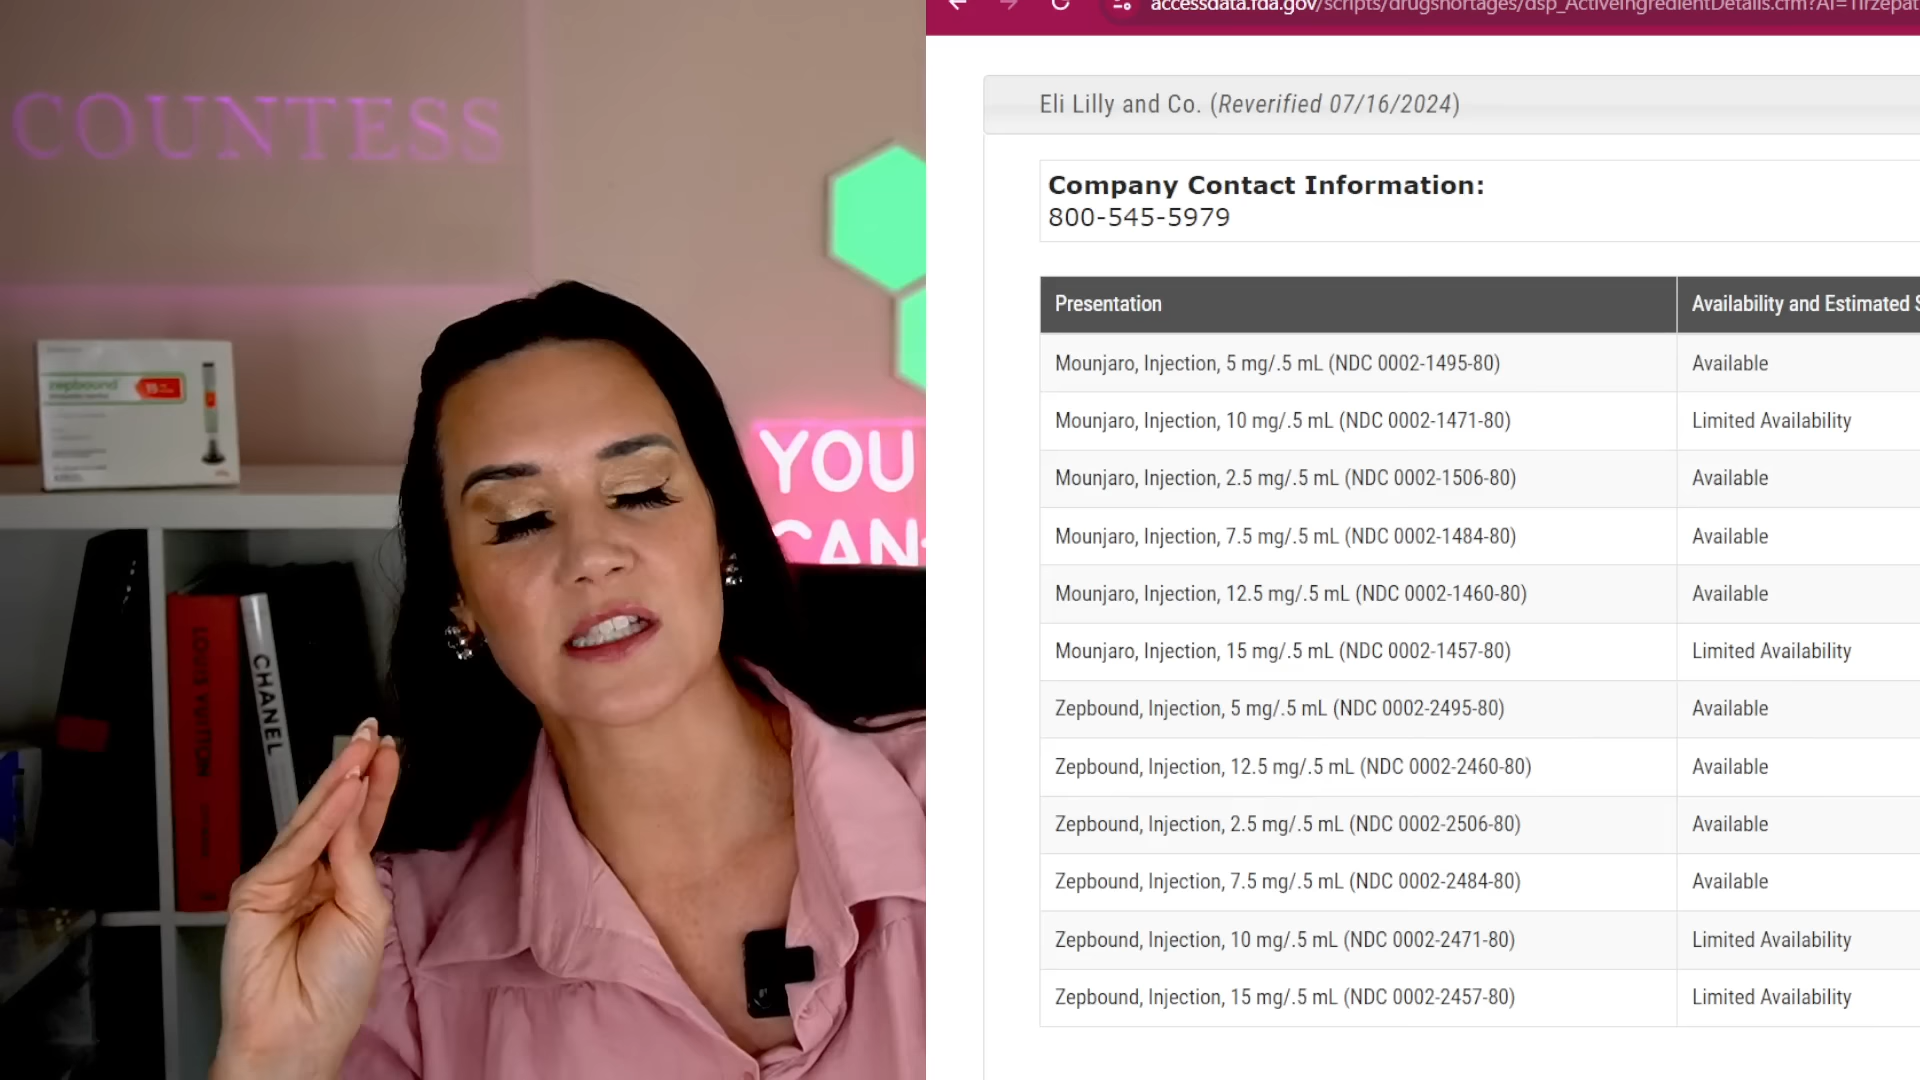 COUNTESS
zepbound
YOU
CAN
LOUIS VUITTON
CHANEL
accessdata.fda.gov/scripts/drugshortages/dsp_ActiveIngredientDetails.cfm?AI=Tirzepat
Eli Lilly and Co. (Reverified 07/16/2024)
Company Contact Information:
800-545-5979
Presentation
Availability and Estimated S
Mounjaro, Injection, 5 mg/.5 mL (NDC 0002-1495-80)
Available
Mounjaro, Injection, 10 mg/.5 mL (NDC 0002-1471-80)
Limited Availability
Mounjaro, Injection, 2.5 mg/.5 mL (NDC 0002-1506-80)
Available
Mounjaro, Injection, 7.5 mg/.5 mL (NDC 0002-1484-80)
Available
Mounjaro, Injection, 12.5 mg/.5 mL (NDC 0002-1460-80)
Available
Mounjaro, Injection, 15 mg/.5 mL (NDC 0002-1457-80)
Limited Availability
Zepbound, Injection, 5 mg/.5 mL (NDC 0002-2495-80)
Available
Zepbound, Injection, 12.5 mg/.5 mL (NDC 0002-2460-80)
Available
Zepbound, Injection, 2.5 mg/.5 mL (NDC 0002-2506-80)
Available
Zepbound, Injection, 7.5 mg/.5 mL (NDC 0002-2484-80)
Available
Zepbound, Injection, 10 mg/.5 mL (NDC 0002-2471-80)
Limited Availability
Zepbound, Injection, 15 mg/.5 mL (NDC 0002-2457-80)
Limited Availability